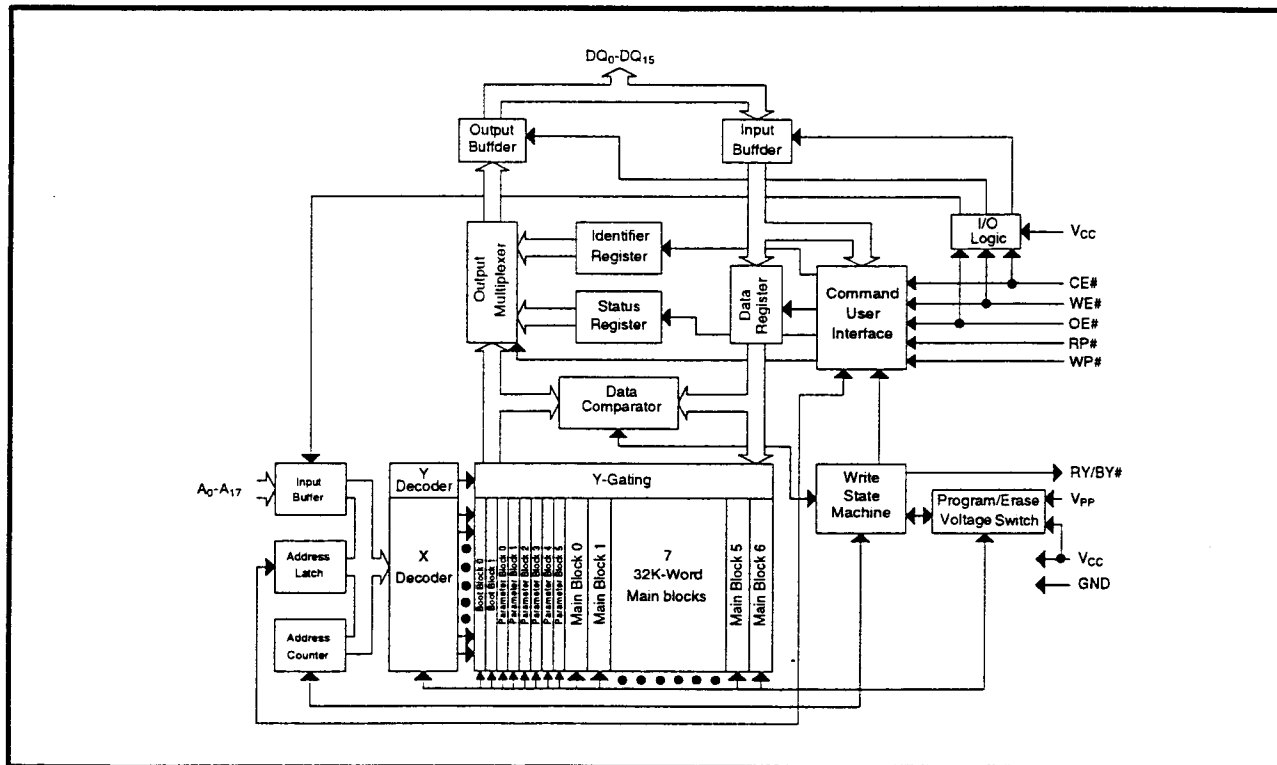 DQ0-DQ15
Output
Buffder
Input
Buffder
Output
Multiplexer
Identifier
Register
Status
Register
Data
Register
Command
User
Interface
I/O
Logic
VCC
CE#
WE#
OE#
RP#
WP#
Data
Comparator
A0-A17
Input
Buffer
Address
Latch
Address
Counter
Y
Decoder
X
Decoder
Y-Gating
Boot Block 0
Boot Block 1
Parameter Block 0
Parameter Block 1
Parameter Block 2
Parameter Block 3
Parameter Block 4
Parameter Block 5
Main Block 0
Main Block 1
7
32K-Word
Main blocks
Main Block 5
Main Block 6
Write
State
Machine
Program/Erase
Voltage Switch
RY/BY#
VPP
VCC
GND